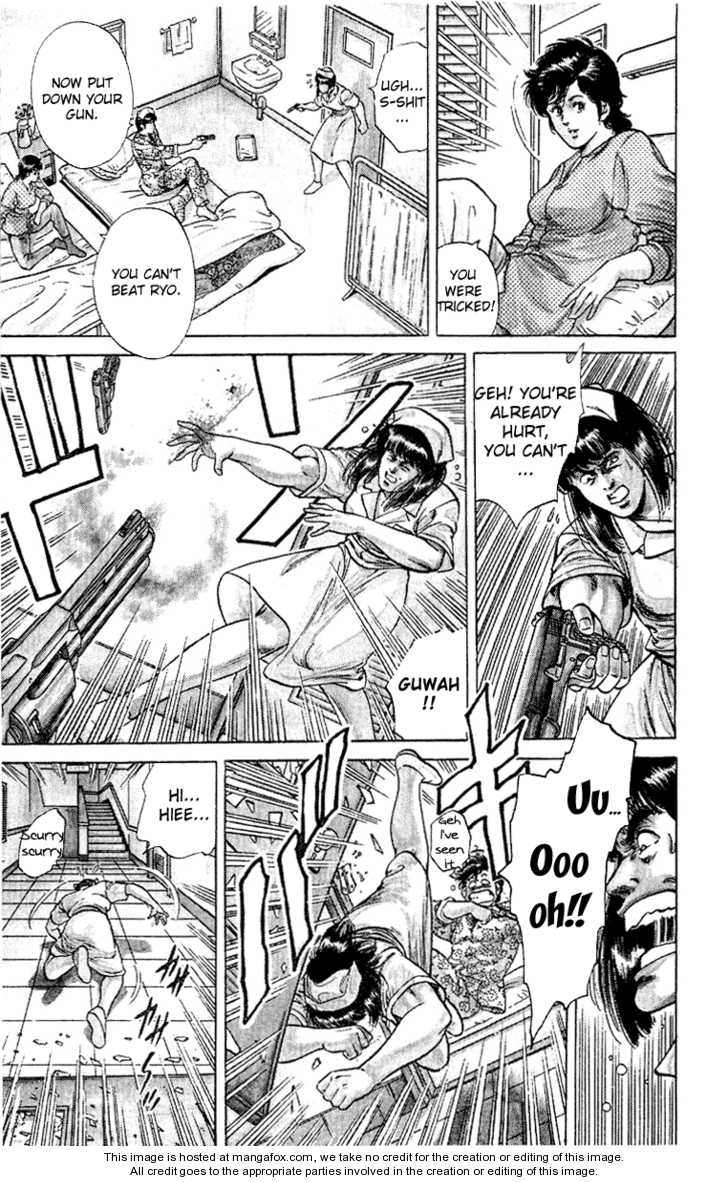 YOU
WERE
TRICKED!
UGH...
S-SHIT
...
NOW PUT
DOWN YOUR
GUN.
YOU CAN'T
BEAT RYO.
GEH! YOU'RE
ALREADY
HURT,
YOU CAN'T
...
GUWAH
!!
Uu...
Ooo
oh!!
Geh
I've
seen
it
HI...
HIEE...
Scurry
scurry
This image is hosted at mangafox.com, we take no credit for the creation or editing of this image.
All credit goes to the appropriate parties involved in the creation or editing of this image.